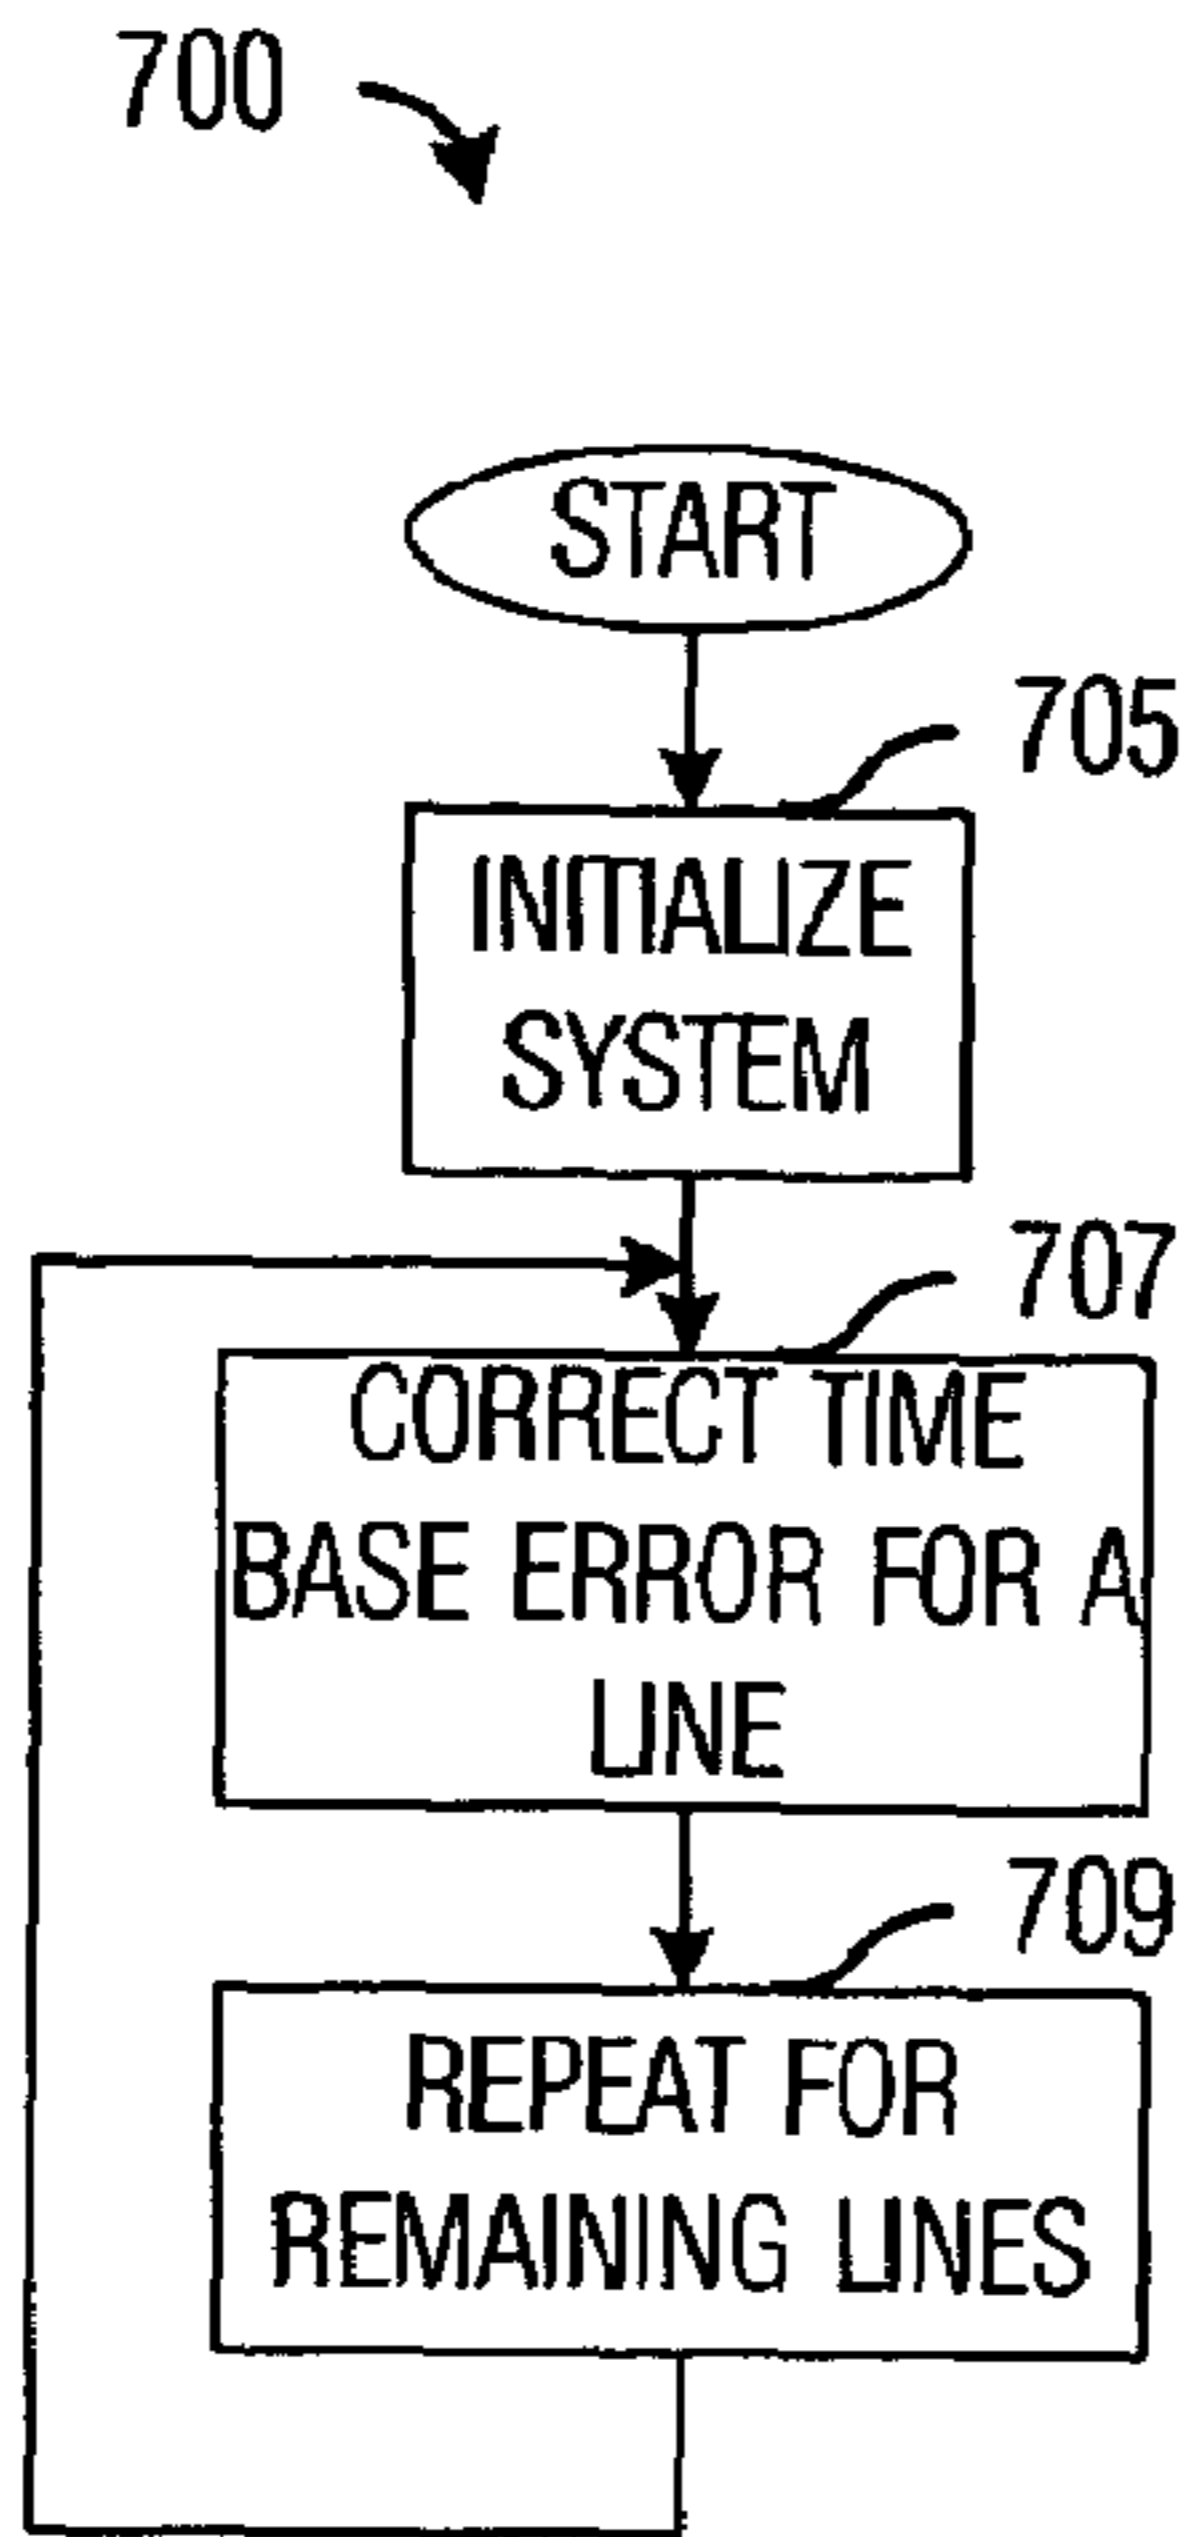 700
START
705
INITIALIZE
SYSTEM
707
CORRECT TIME
BASE ERROR FOR A
LINE
709
REPEAT FOR
REMAINING LINES